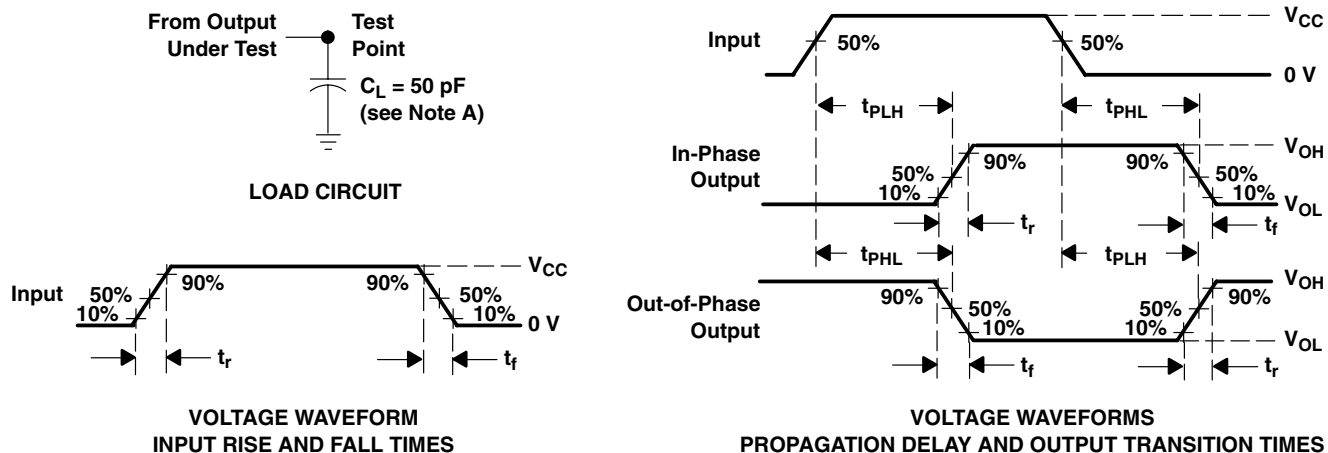 From Output
Under Test
Test
Point
C_L = 50 pF
(see Note A)
LOAD CIRCUIT
Input
50%
10%
90%
90%
50%
10%
V_CC
0 V
t_r
t_f
VOLTAGE WAVEFORM
INPUT RISE AND FALL TIMES
Input
50%
50%
V_CC
0 V
t_PLH
t_PHL
In-Phase
Output
50%
10%
90%
90%
50%
10%
V_OH
V_OL
t_r
t_f
t_PHL
t_PLH
Out-of-Phase
Output
90%
50%
10%
50%
10%
90%
V_OH
V_OL
t_f
t_r
VOLTAGE WAVEFORMS
PROPAGATION DELAY AND OUTPUT TRANSITION TIMES